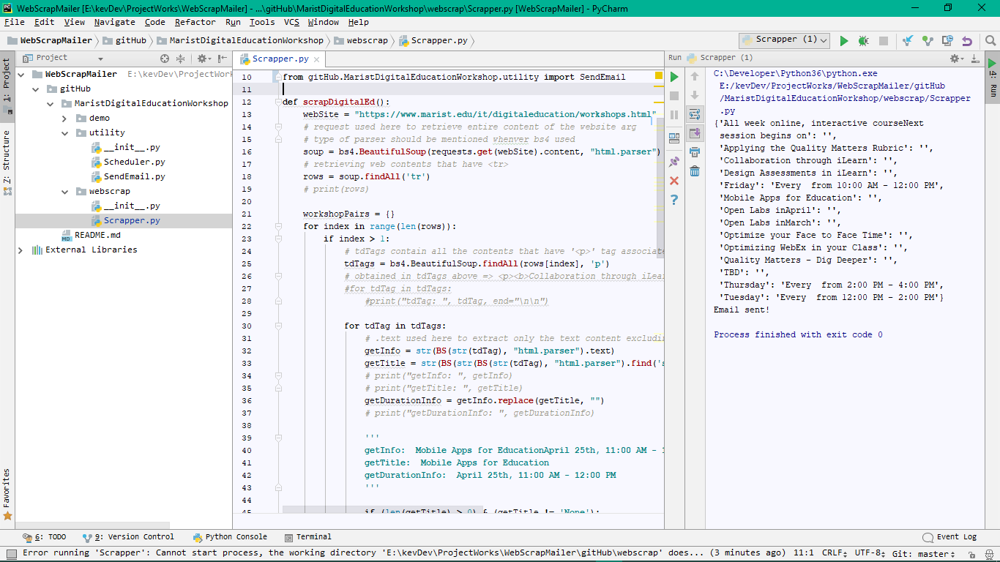 WebScrapMailer [E:\kevDev\ProjectWorks\WebScrapMailer] - ...\gitHub\MaristDigitalEducationWorkshop\webscrap\Scrapper.py [WebScrapMailer] - PyCharm
File Edit View Navigate Code Refactor Run Tools VCS Window Help
WebScrapMailer gitHub MaristDigitalEducationWorkshop webscrap Scrapper.py Scrapper (1)
1: Project
Z: Structure
Favorites
Project
WebScrapMailer E:\kevDev\ProjectWork
gitHub
MaristDigitalEducationWorkshop
demo
utility
__init__.py
Scheduler.py
SendEmail.py
webscrap
__init__.py
Scrapper.py
README.md
External Libraries
Scrapper.py
10 from gitHub.MaristDigitalEducationWorkshop.utility import SendEmail
11
12 def scrapDigitalEd():
13 webSite = "https://www.marist.edu/it/digitaleducation/workshops.html"
14 # request used here to retrieve entire content of the website arg
15 # type of parser should be mentioned whenver bs4 used
16 soup = bs4.BeautifulSoup(requests.get(webSite).content, "html.parser")
17 # retrieving web contents that have <tr>
18 rows = soup.findAll('tr')
19 # print(rows)
20
21 workshopPairs = {}
22 for index in range(len(rows)):
23 if index > 1:
24 # tdTags contain all the contents that have '<p>' tag associate
25 tdTags = bs4.BeautifulSoup.findAll(rows[index], 'p')
26 # obtained in tdTags above => <p><b>Collaboration through iLear
27 #for tdTag in tdTags:
28 #print("tdTag: ", tdTag, end="\n\n")
29
30 for tdTag in tdTags:
31 # .text used here to extract only the text content excludin
32 getInfo = str(BS(str(tdTag), "html.parser").text)
33 getTitle = str(BS(str(BS(str(tdTag), "html.parser").find('s
34 # print("getInfo: ", getInfo)
35 # print("getTitle: ", getTitle)
36 getDurationInfo = getInfo.replace(getTitle, "")
37 # print("getDurationInfo: ", getDurationInfo)
38
39 '''
40 getInfo: Mobile Apps for EducationApril 25th, 11:00 AM - 1
41 getTitle: Mobile Apps for Education
42 getDurationInfo: April 25th, 11:00 AM - 12:00 PM
43 '''
44
45 if (len(getTitle) > 0) & (getTitle != 'None'):
Run Scrapper (1)
C:\Developer\Python36\python.exe
E:/kevDev/ProjectWorks/WebScrapMailer/gitHub
/MaristDigitalEducationWorkshop/webscrap/Scrapper
.py
{'All week online, interactive courseNext
session begins on': '',
'Applying the Quality Matters Rubric': '',
'Collaboration through iLearn': '',
'Design Assessments in iLearn': '',
'Friday': 'Every  from 10:00 AM - 12:00 PM',
'Mobile Apps for Education': '',
'Open Labs inApril': '',
'Open Labs inMarch': '',
'Optimize your Face to Face Time': '',
'Optimizing WebEx in your Class': '',
'Quality Matters - Dig Deeper': '',
'TBD': '',
'Thursday': 'Every  from 2:00 PM - 4:00 PM',
'Tuesday': 'Every  from 12:00 PM - 2:00 PM'}
Email sent!
Process finished with exit code 0
4: Run
6: TODO 9: Version Control Python Console Terminal Event Log
Error running 'Scrapper': Cannot start process, the working directory 'E:\kevDev\ProjectWorks\WebScrapMailer\gitHub\webscrap' does... (3 minutes ago) 11:1 CRLF UTF-8 Git: master